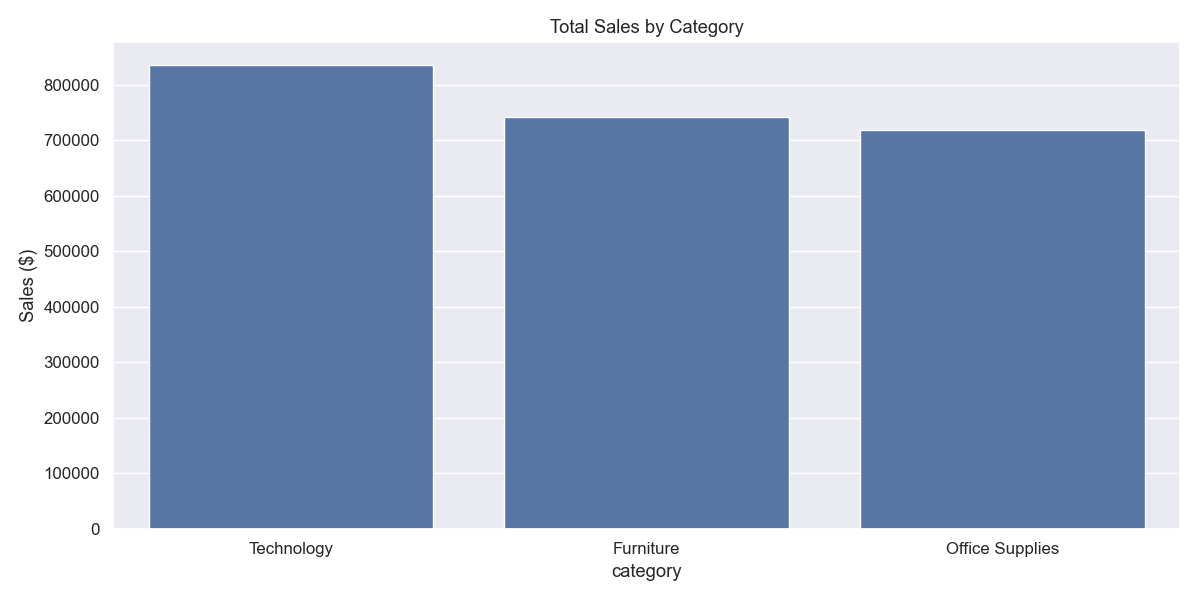 Total Sales by Category
Sales ($)
800000
700000
600000
500000
400000
300000
200000
100000
0
Technology
Furniture
Office Supplies
category